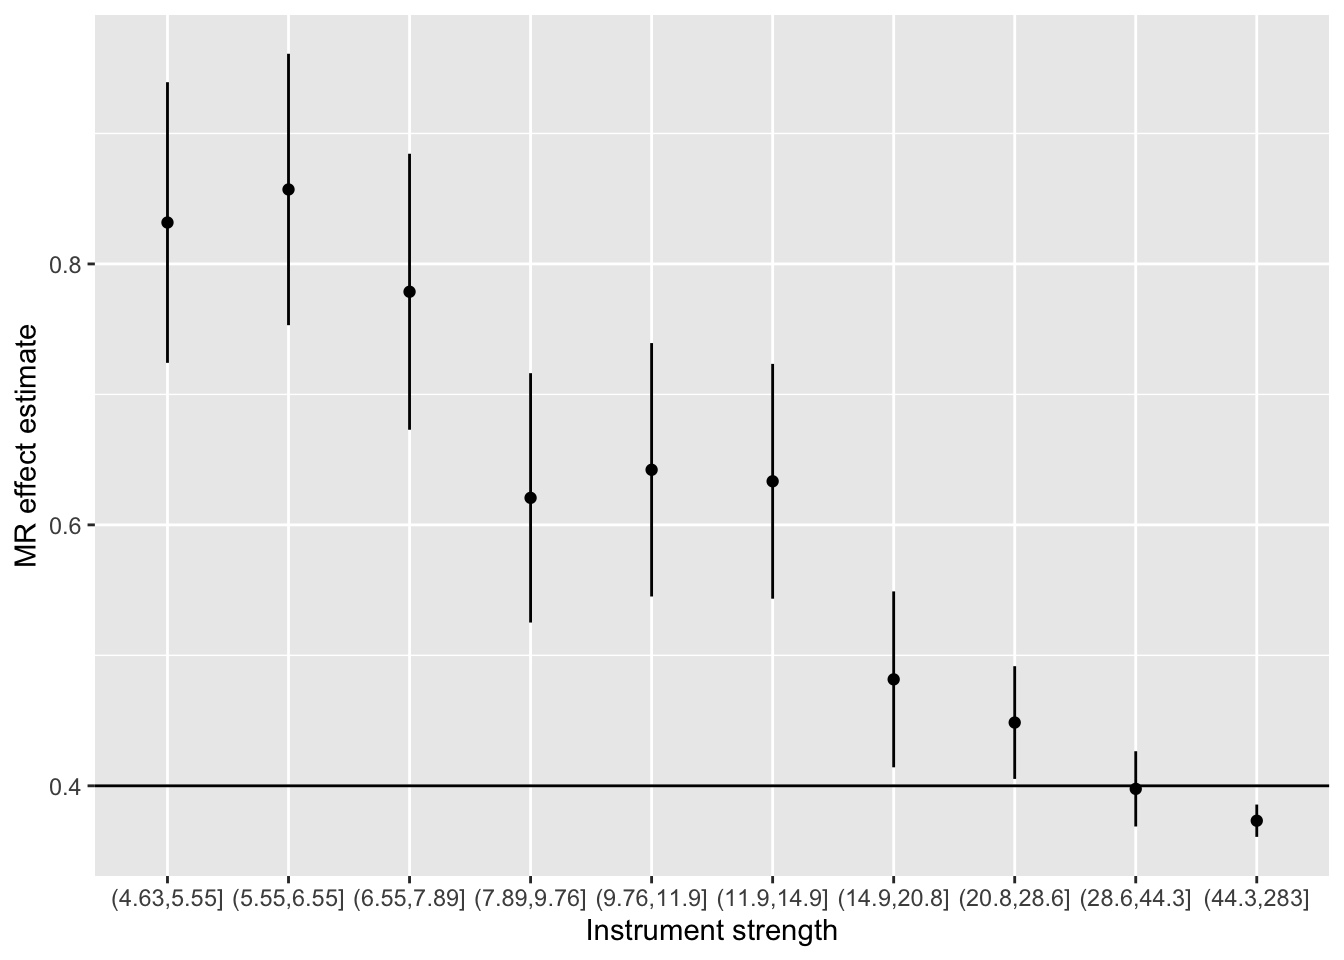 MR effect estimate
0.8
0.6
0.4
(4.63,5.55] (5.55,6.55] (6.55,7.89] (7.89,9.76] (9.76,11.9] (11.9,14.9] (14.9,20.8] (20.8,28.6] (28.6,44.3] (44.3,283]
Instrument strength